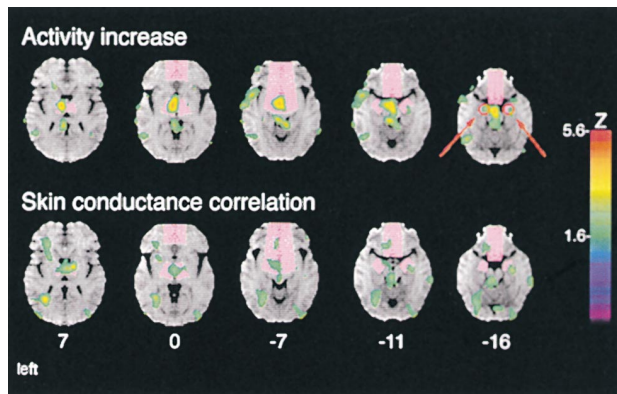 Activity increase
Z
5.6-
1.6-
Skin conductance correlation
7 0 -7 -11 -16
left